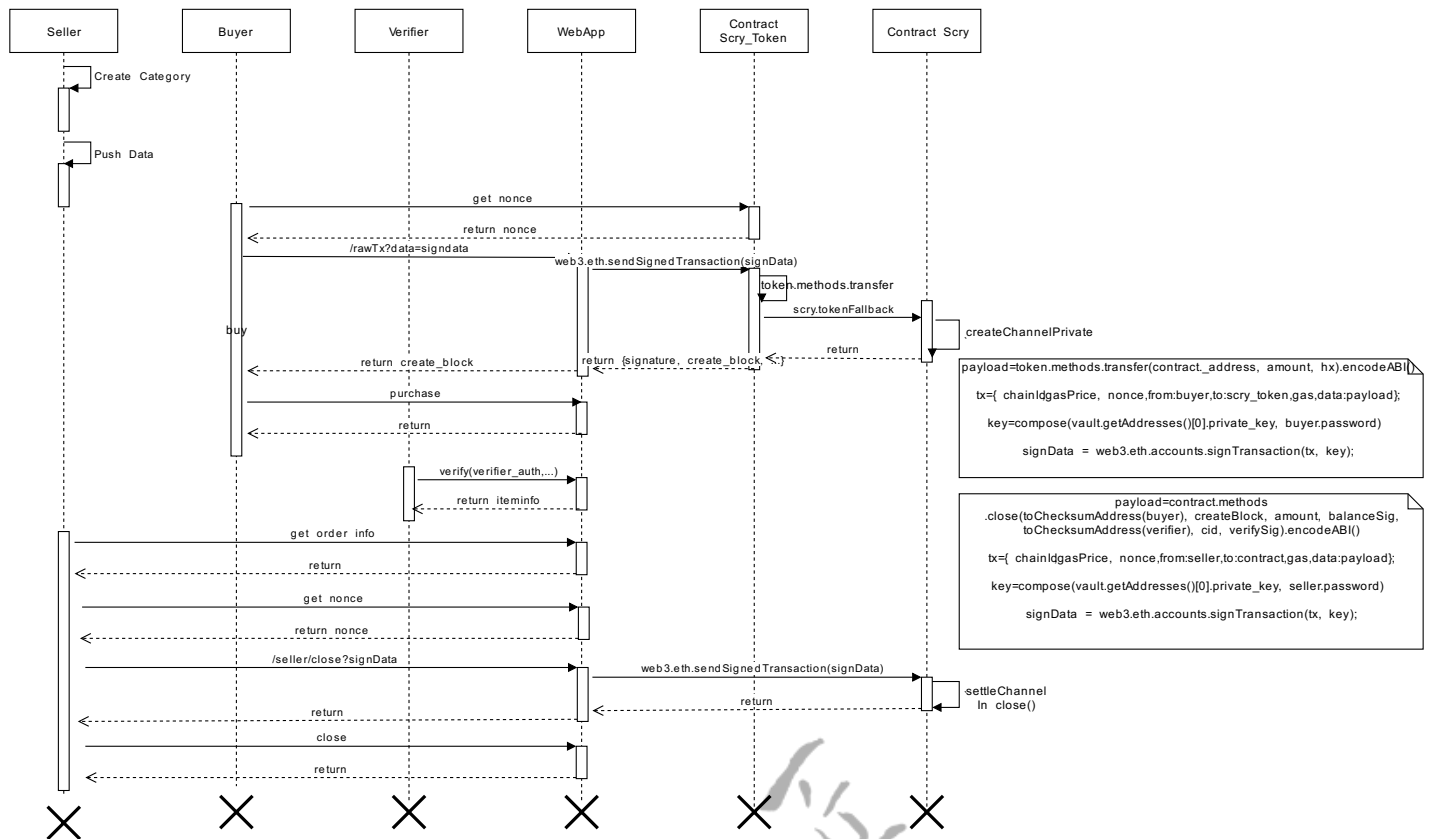 Seller
Buyer
Verifier
WebApp
Contract
Scry_Token
Contract Scry
Create Category
Push Data
get nonce
return nonce
/rawTx?data=signdata
web3.eth.sendSignedTransaction(signData)
token.methods.transfer
scry.tokenFallback
buy
createChannelPrivate
return
return {signature, create_block, ...}
return create_block
payload=token.methods.transfer(contract._address, amount, hx).encodeABI()
tx={ chainIdgasPrice, nonce,from:buyer,to:scry_token,gas,data:payload};
key=compose(vault.getAddresses()[0].private_key, buyer.password)
signData = web3.eth.accounts.signTransaction(tx, key);
purchase
return
verify(verifier_auth,...)
return iteminfo
payload=contract.methods
.close(toChecksumAddress(buyer), createBlock, amount, balanceSig,
toChecksumAddress(verifier), cid, verifySig).encodeABI()
tx={ chainIdgasPrice, nonce,from:seller,to:contract,gas,data:payload};
key=compose(vault.getAddresses()[0].private_key, seller.password)
signData = web3.eth.accounts.signTransaction(tx, key);
get order info
return
get nonce
return nonce
/seller/close?signData
web3.eth.sendSignedTransaction(signData)
settleChannel
In close()
return
return
close
return